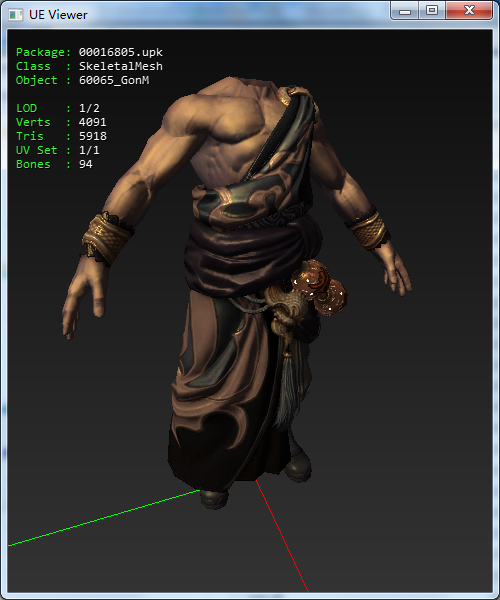 UE Viewer
Package: 00016805.upk
Class : SkeletalMesh
Object : 60065_GonM
LOD : 1/2
Verts : 4091
Tris : 5918
UV Set : 1/1
Bones : 94